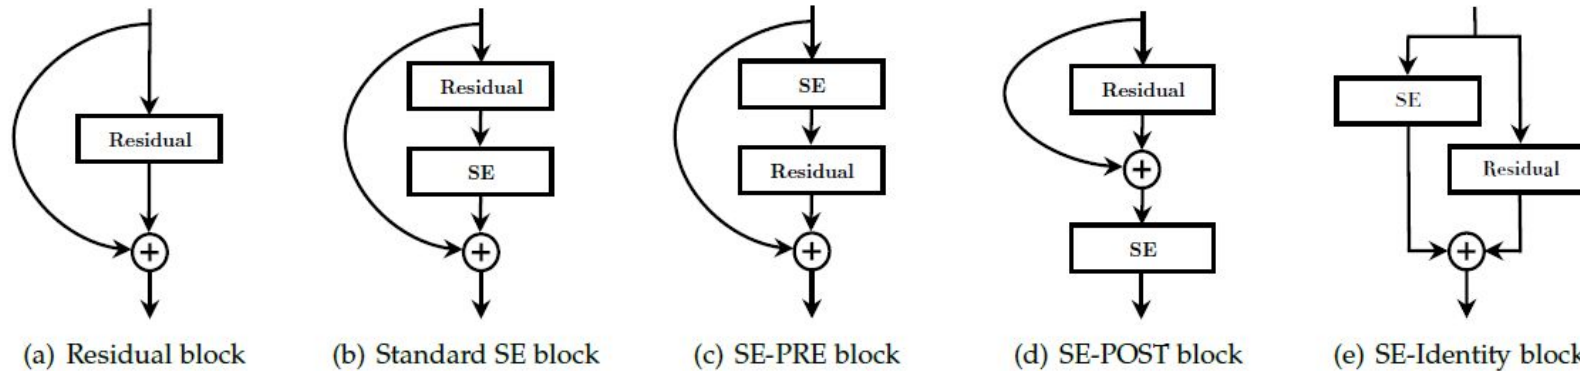 Residual
+
(a) Residual block
Residual
SE
+
(b) Standard SE block
SE
Residual
+
(c) SE-PRE block
Residual
+
SE
(d) SE-POST block
SE
Residual
+
(e) SE-Identity block